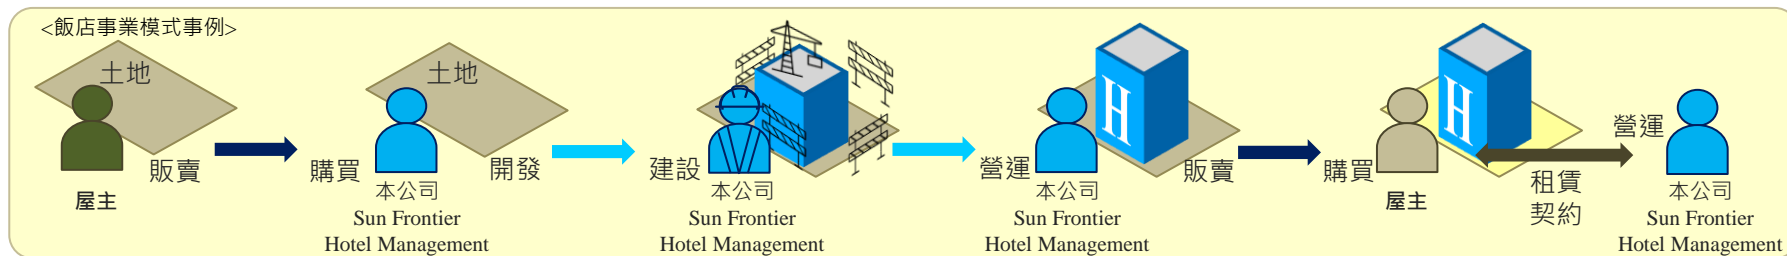 <飯店事業模式事例>
土地
販賣
屋主
土地
購買
開發
本公司
Sun Frontier
Hotel Management
建設
本公司
Sun Frontier
Hotel Management
H
營運
販賣
本公司
Sun Frontier
Hotel Management
H
購買
屋主
租賃
契約
營運
本公司
Sun Frontier
Hotel Management